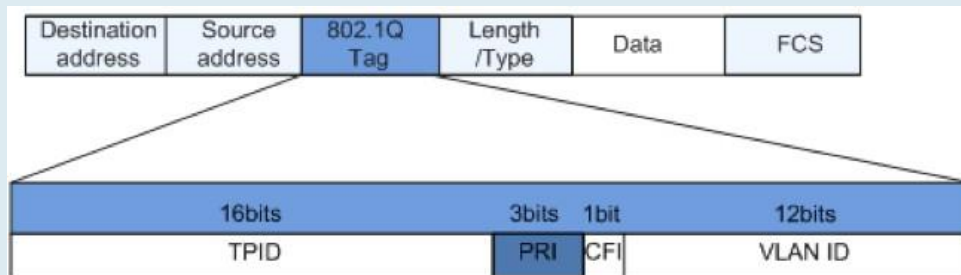 Destination address
Source address
802.1Q Tag
Length /Type
Data
FCS
16bits
3bits
1bit
12bits
TPID
PRI
CFI
VLAN ID